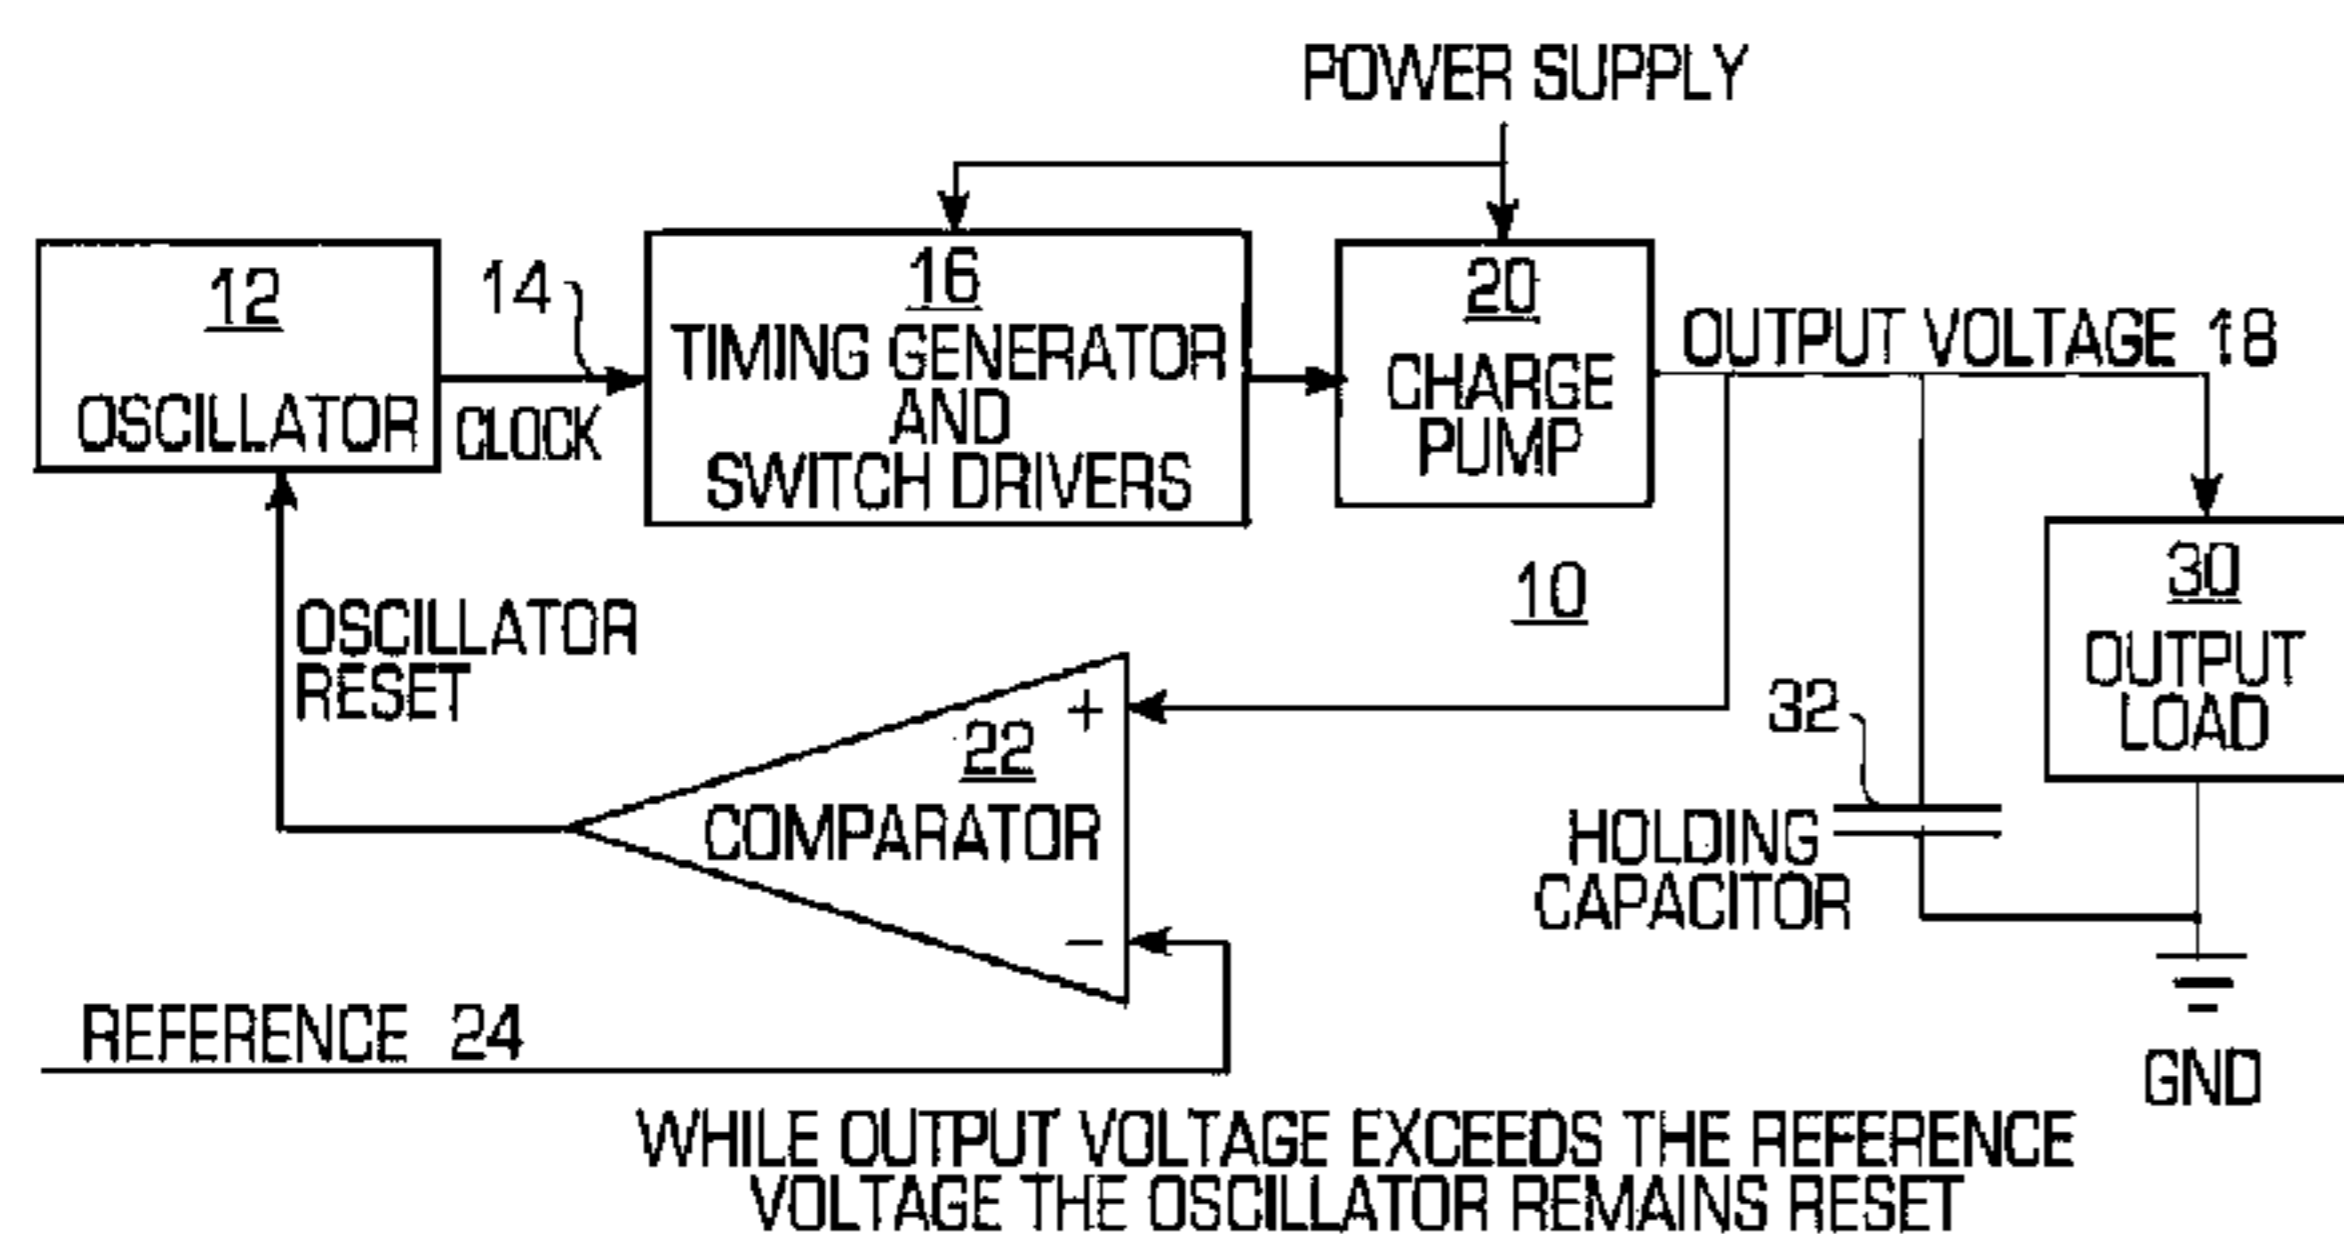 POWER SUPPLY
12
OSCILLATOR
14
CLOCK
16
TIMING GENERATOR
AND
SWITCH DRIVERS
20
CHARGE
PUMP
OUTPUT VOLTAGE 18
10
30
OUTPUT
LOAD
OSCILLATOR
RESET
+
22
COMPARATOR
−
32
HOLDING
CAPACITOR
REFERENCE 24
GND
WHILE OUTPUT VOLTAGE EXCEEDS THE REFERENCE
VOLTAGE THE OSCILLATOR REMAINS RESET